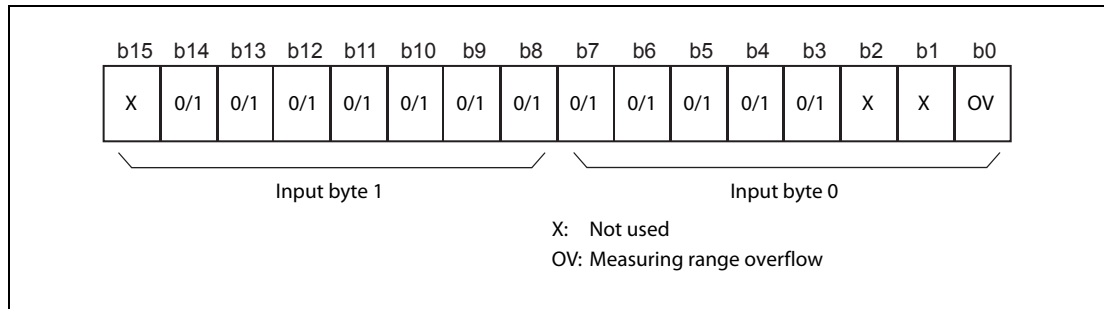 b15 b14 b13 b12 b11 b10 b9 b8 b7 b6 b5 b4 b3 b2 b1 b0
X 0/1 0/1 0/1 0/1 0/1 0/1 0/1 0/1 0/1 0/1 0/1 0/1 X X OV
Input byte 1 Input byte 0
X: Not used
OV: Measuring range overflow